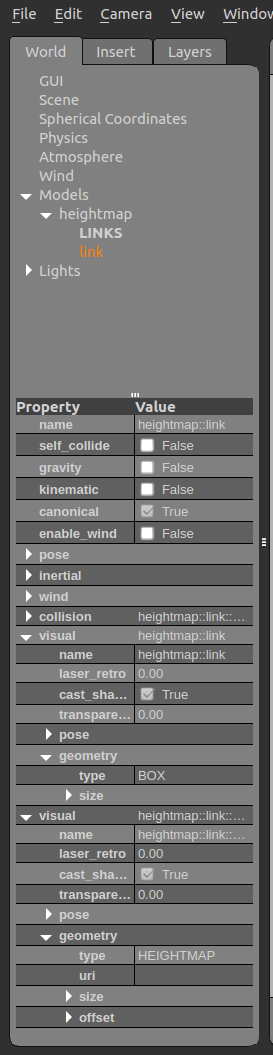 File Edit Camera View Window
World Insert Layers
GUI
Scene
Spherical Coordinates
Physics
Atmosphere
Wind
Models
heightmap
LINKS
link
Lights
Property Value
name heightmap::link
self_collide False
gravity False
kinematic False
canonical True
enable_wind False
pose
inertial
wind
collision heightmap::link::...
visual heightmap::link
name heightmap::link
laser_retro 0.00
cast_sha... True
transpare... 0.00
pose
geometry
type BOX
size
visual heightmap::link::...
name heightmap::link::...
laser_retro 0.00
cast_sha... True
transpare... 0.00
pose
geometry
type HEIGHTMAP
uri
size
offset